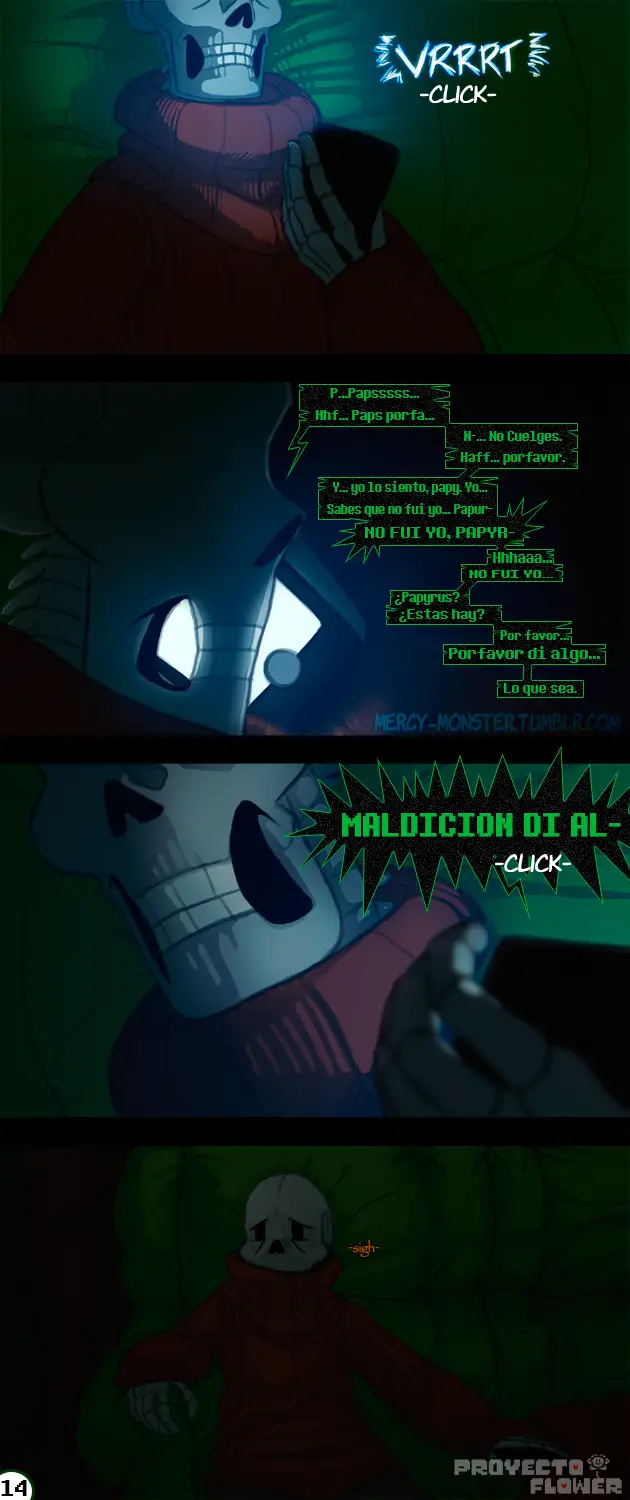 VRRRT
-CLICK-
P...Papsssss...
Hhf... Paps porfa...
N-... No Cuelges.
Haff... porfavor.
Y... yo lo siento, papy. Yo...
Sabes que no fui yo... Papur-
NO FUI YO, PAPYR-
Hhhaaa...
NO FUI YO...
¿Papyrus?
¿Estas hay?
Por favor...
Porfavor di algo...
Lo que sea.
MERCY-MONSTER.TUMBLR.COM
MALDICION DI AL-
-CLICK-
-sigh-
PROYECTO
FLOWER
14